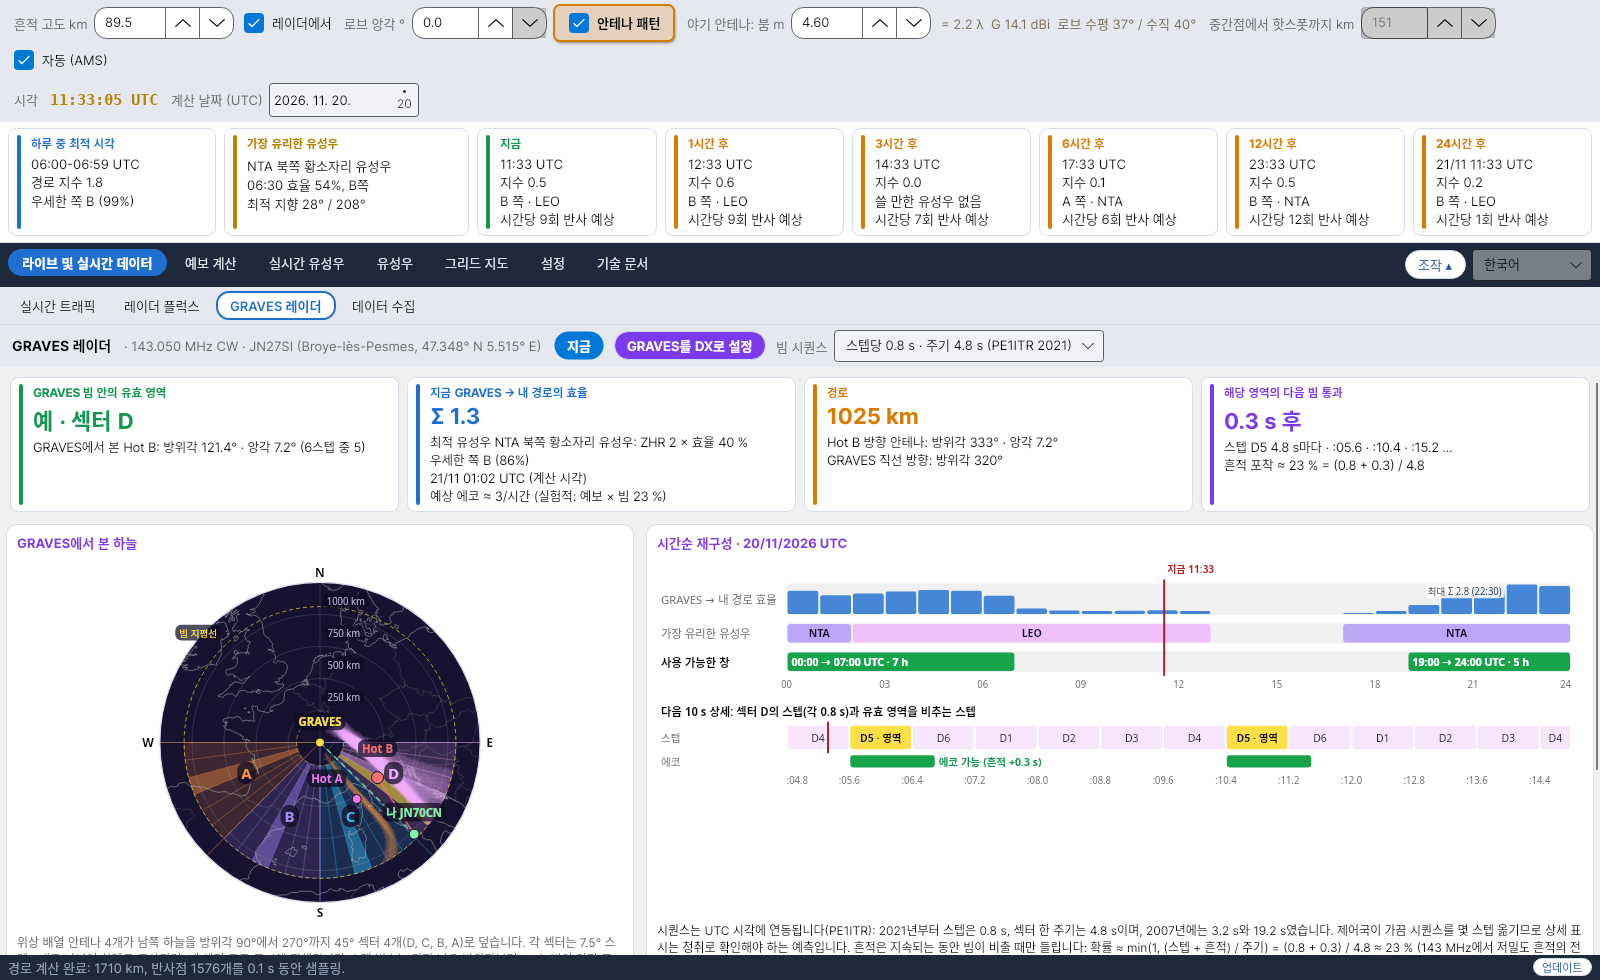 흔적 고도 km 89.5 레이더에서 로브 앙각 ° 0.0 안테나 패턴 야기 안테나: 붐 m 4.60 = 2.2 λ G 14.1 dBi 로브 수평 37° / 수직 40° 중간점에서 핫스폿까지 km 151
자동 (AMS)
시각 11:33:05 UTC 계산 날짜 (UTC) 2026. 11. 20. 20
하루 중 최적 시각
06:00-06:59 UTC
경로 지수 1.8
우세한 쪽 B (99%)
가장 유리한 유성우
NTA 북쪽 황소자리 유성우
06:30 효율 54%, B쪽
최적 지향 28° / 208°
지금
11:33 UTC
지수 0.5
B 쪽 · LEO
시간당 9회 반사 예상
1시간 후
12:33 UTC
지수 0.6
B 쪽 · LEO
시간당 9회 반사 예상
3시간 후
14:33 UTC
지수 0.0
쓸 만한 유성우 없음
시간당 7회 반사 예상
6시간 후
17:33 UTC
지수 0.1
A 쪽 · NTA
시간당 6회 반사 예상
12시간 후
23:33 UTC
지수 0.5
B 쪽 · NTA
시간당 12회 반사 예상
24시간 후
21/11 11:33 UTC
지수 0.2
B 쪽 · LEO
시간당 1회 반사 예상
라이브 및 실시간 데이터 예보 계산 실시간 유성우 유성우 그리드 지도 설정 기술 문서 조작 ▴ 한국어
실시간 트래픽 레이더 플럭스 GRAVES 레이더 데이터 수집
GRAVES 레이더 · 143.050 MHz CW · JN27SI (Broye-lès-Pesmes, 47.348° N 5.515° E) 지금 GRAVES를 DX로 설정 빔 시퀀스 스텝당 0.8 s · 주기 4.8 s (PE1ITR 2021)
GRAVES 빔 안의 유효 영역
예 · 섹터 D
GRAVES에서 본 Hot B: 방위각 121.4° · 앙각 7.2° (6스텝 중 5)
지금 GRAVES → 내 경로의 효율
Σ 1.3
최적 유성우 NTA 북쪽 황소자리 유성우: ZHR 2 × 효율 40 %
우세한 쪽 B (86%)
21/11 01:02 UTC (계산 시각)
예상 에코 ≈ 3/시간 (실험적: 예보 × 빔 23 %)
경로
1025 km
Hot B 방향 안테나: 방위각 333° · 앙각 7.2°
GRAVES 직선 방향: 방위각 320°
해당 영역의 다음 빔 통과
0.3 s 후
스텝 D5 4.8 s마다 · :05.6 · :10.4 · :15.2 ...
흔적 포착 ≈ 23 % = (0.8 + 0.3) / 4.8
GRAVES에서 본 하늘
N
1000 km
빔 지평선
750 km
500 km
250 km
GRAVES
W
E
Hot B
Hot A
A
D
B
C
나 JN70CN
S
위상 배열 안테나 4개가 남쪽 하늘을 방위각 90°에서 270°까지 45° 섹터 4개(D, C, B, A)로 덮습니다. 각 섹터는 7.5° 스
시간순 재구성 · 20/11/2026 UTC
지금 11:33
GRAVES → 내 경로 효율 최대 Σ 2.8 (22:30)
가장 유리한 유성우 NTA LEO NTA
사용 가능한 창 00:00 → 07:00 UTC · 7 h 19:00 → 24:00 UTC · 5 h
00 03 06 09 12 15 18 21 24
다음 10 s 상세: 섹터 D의 스텝(각 0.8 s)과 유효 영역을 비추는 스텝
스텝 D4 D5 · 영역 D6 D1 D2 D3 D4 D5 · 영역 D6 D1 D2 D3 D4
에코 에코 가능 (흔적 +0.3 s)
:04.8 :05.6 :06.4 :07.2 :08.0 :08.8 :09.6 :10.4 :11.2 :12.0 :12.8 :13.6 :14.4
시퀀스는 UTC 시각에 연동됩니다(PE1ITR): 2021년부터 스텝은 0.8 s, 섹터 한 주기는 4.8 s이며, 2007년에는 3.2 s와 19.2 s였습니다. 제어국이 가끔 시퀀스를 몇 스텝 옮기므로 상세 표
시는 청취로 확인해야 하는 예측입니다. 흔적은 지속되는 동안 빔이 비출 때만 들립니다: 확률 ≈ min(1, (스텝 + 흔적) / 주기) = (0.8 + 0.3) / 4.8 ≈ 23 % (143 MHz에서 저밀도 흔적의 전
경로 계산 완료: 1710 km, 반사점 1576개를 0.1 s 동안 샘플링. 업데이트